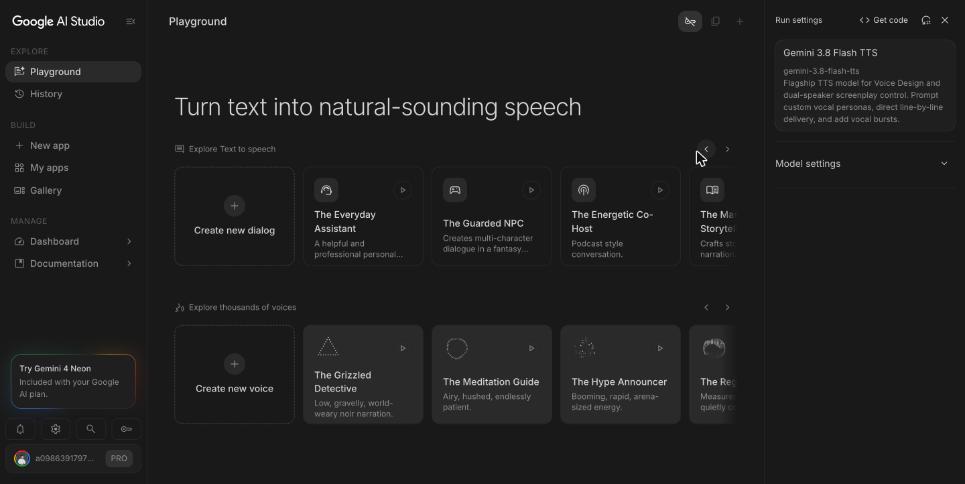 Google AI Studio
EXPLORE
Playground
History
BUILD
New app
My apps
Gallery
MANAGE
Dashboard
Documentation
Try Gemini 4 Neon
Included with your Google
AI plan.
a0986391797...
PRO
Playground
Turn text into natural-sounding speech
Explore Text to speech
Create new dialog
The Everyday
Assistant
A helpful and
professional personal...
The Guarded NPC
Creates multi-character
dialogue in a fantasy...
The Energetic Co-
Host
Podcast style
conversation.
The
Crafts
narration.
Explore thousands of voices
Create new voice
The Grizzled
Detective
Low, gravelly, world-
weary noir narration.
The Meditation Guide
Airy, hushed, endlessly
patient.
The Hype Announcer
Booming, rapid, arena-
sized energy.
The
quietly
Run settings
Get code
Gemini 3.8 Flash TTS
gemini-3.8-flash-tts
Flagship TTS model for Voice Design and
dual-speaker screenplay control. Prompt
custom vocal personas, direct line-by-line
delivery, and add vocal bursts.
Model settings